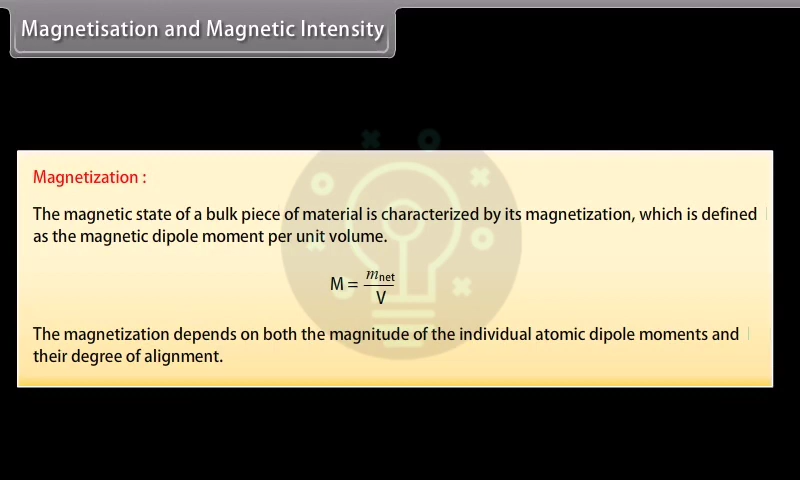 Magnetisation and Magnetic Intensity
Magnetization :
The magnetic state of a bulk piece of material is characterized by its magnetization, which is defined
as the magnetic dipole moment per unit volume.
M = m_net / V
The magnetization depends on both the magnitude of the individual atomic dipole moments and
their degree of alignment.